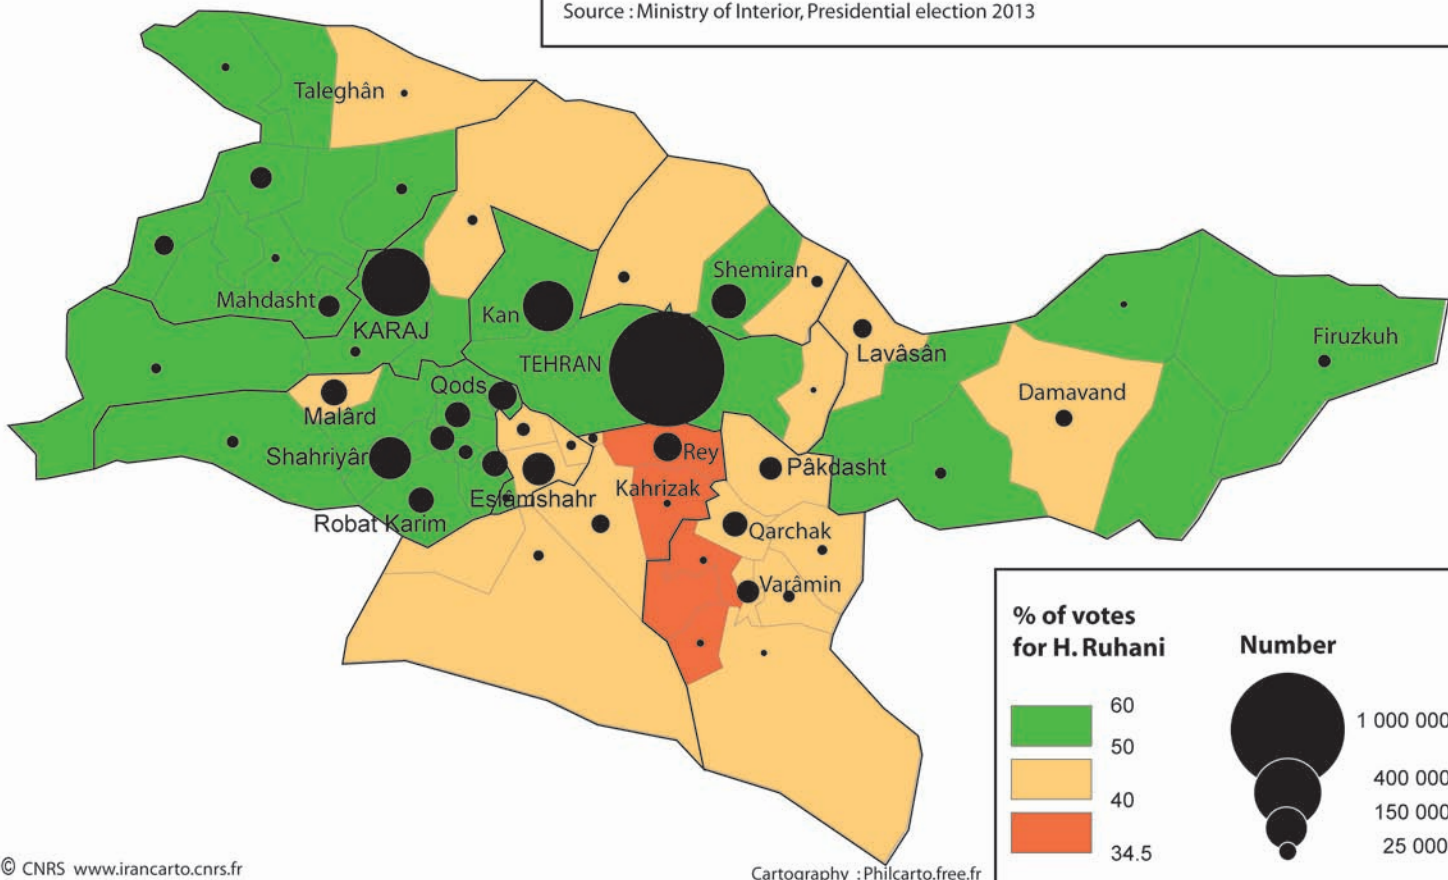 Source : Ministry of Interior, Presidential election 2013
Taleghân
Shemiran
Mahdasht
Kan
KARAJ
Firuzkuh
Lavâsân
TEHRAN
Qods
Damavand
Malârd
Rey
Shahriyâr
Pâkdasht
Kahrizak
Eslâmshahr
Robat Karim
Qarchak
Varâmin
% of votes
for H. Ruhani
60
50
40
34.5
Number
1 000 000
400 000
150 000
25 000
© CNRS www.irancarto.cnrs.fr
Cartography : Philcarto.free.fr